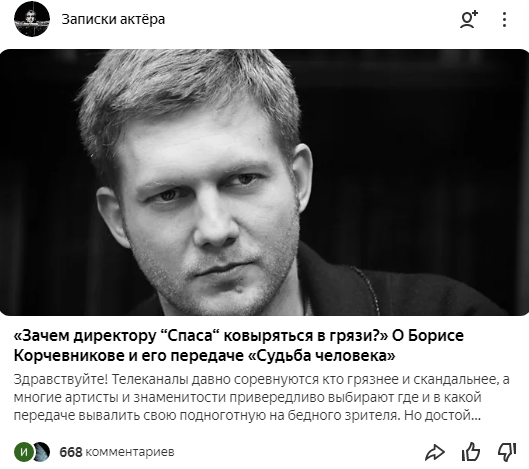 Записки актёра
«Зачем директору “Спаса“ ковыряться в грязи?» О Борисе
Корчевникове и его передаче «Судьба человека»
Здравствуйте! Телеканалы давно соревнуются кто грязнее и скандальнее, а
многие артисты и знаменитости привередливо выбирают где и в какой
передаче вывалить свою подноготную на бедного зрителя. Но достой...
И
668 комментариев